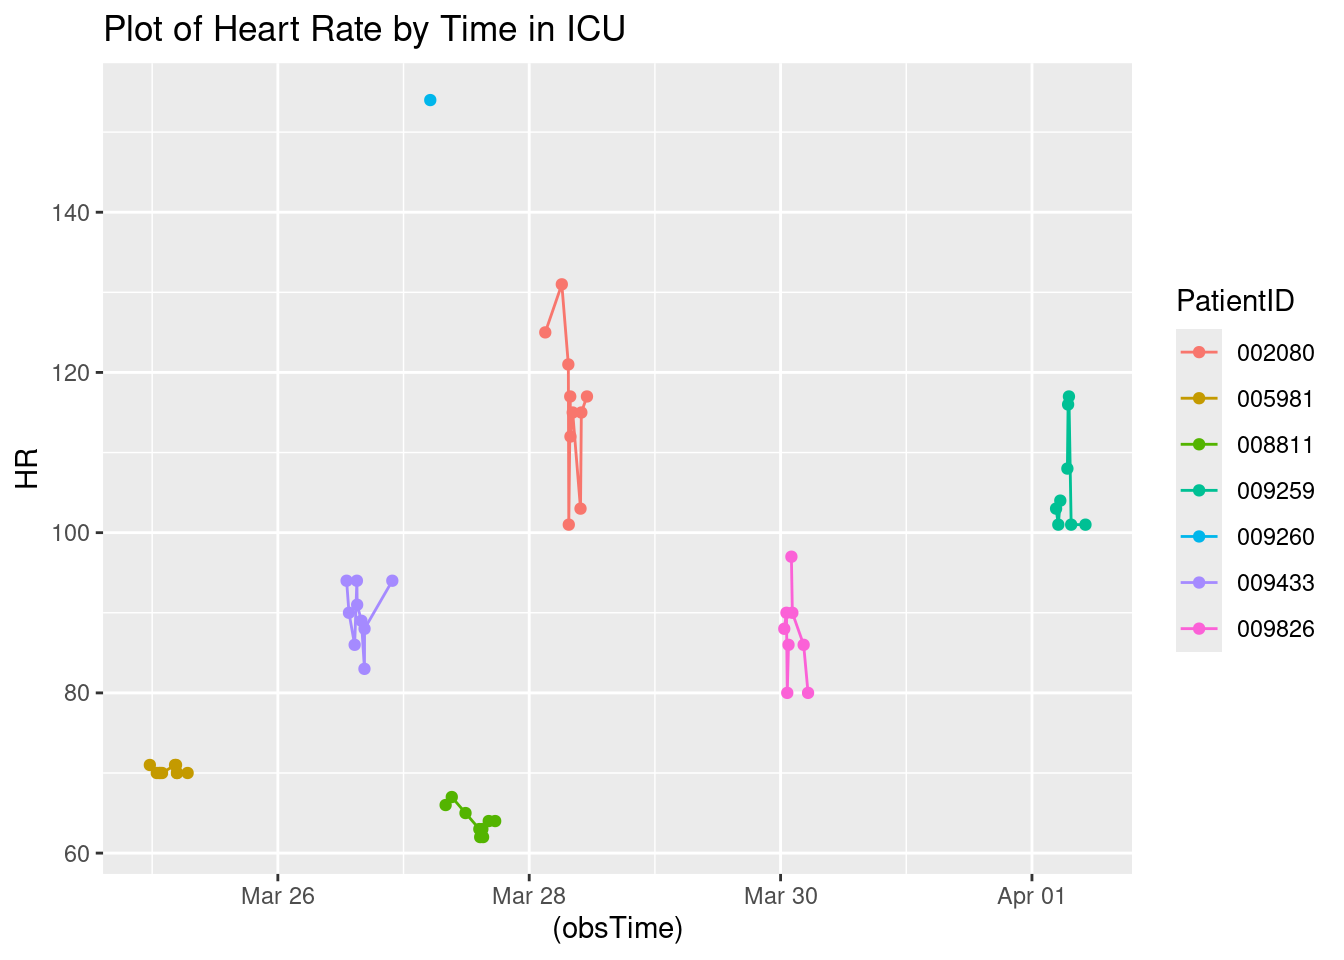 Plot of Heart Rate by Time in ICU
140
120
100
80
60
HR
Mar 26
Mar 28
Mar 30
Apr 01
(obsTime)
PatientID
002080
005981
008811
009259
009260
009433
009826